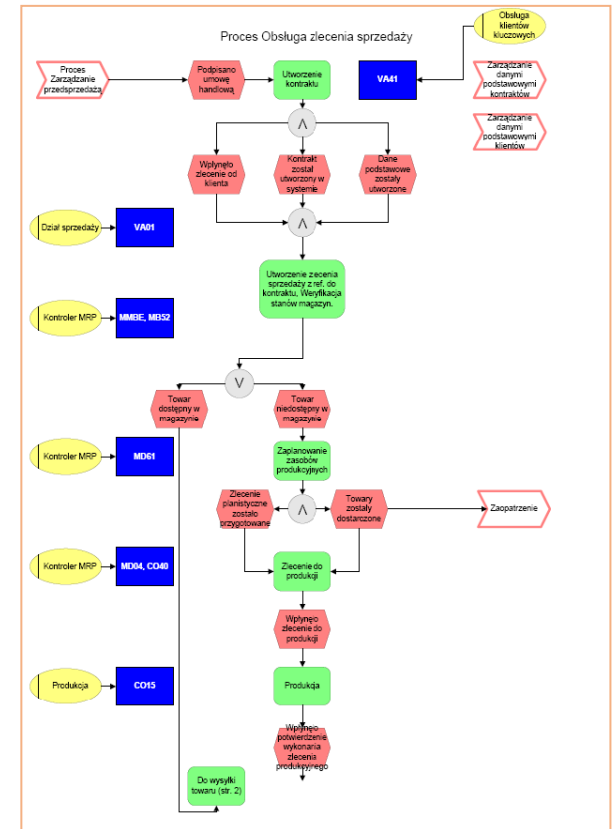 Proces Obsługa zlecenia sprzedaży
Obsługa
klientów
kluczowych
Proces
Zarządzanie
przedsprzedażą
Podpisano
umowę
handlową
Utworzenie
kontraktu
VA41
Zarządzanie
danymi
podstawowymi
kontraktów
Zarządzanie
danymi
podstawowymi
klientów
Λ
Wpłynęło
zlecenie od
klienta
Kontrakt
został
utworzony w
systemie
Dane
podstawowe
zostały
utworzone
Λ
Dział sprzedaży
VA01
Utworzenie zecenia
sprzedaży z ref. do
kontraktu, Weryfikacja
stanów magazyn.
Kontroler MRP
MMBE, MB52
V
Towar
dostępny w
magazynie
Towar
niedostępny w
magazynie
Kontroler MRP
MD61
Zaplanowanie
zasobów
produkcyjnych
Zlecenie
planistyczne
zostało
przygotowane
Λ
Towary
zostały
dostarczone
Zaopatrzenie
Kontroler MRP
MD04, CO40
Zlecenie do
produkcji
Wpłynęo
zlecenie do
produkcji
Produkcja
CO15
Produkcja
Wpłynęo
potwierdzenie
wykonania
zlecenia
produkcyjnego
Do wysyłki
towaru (str. 2)